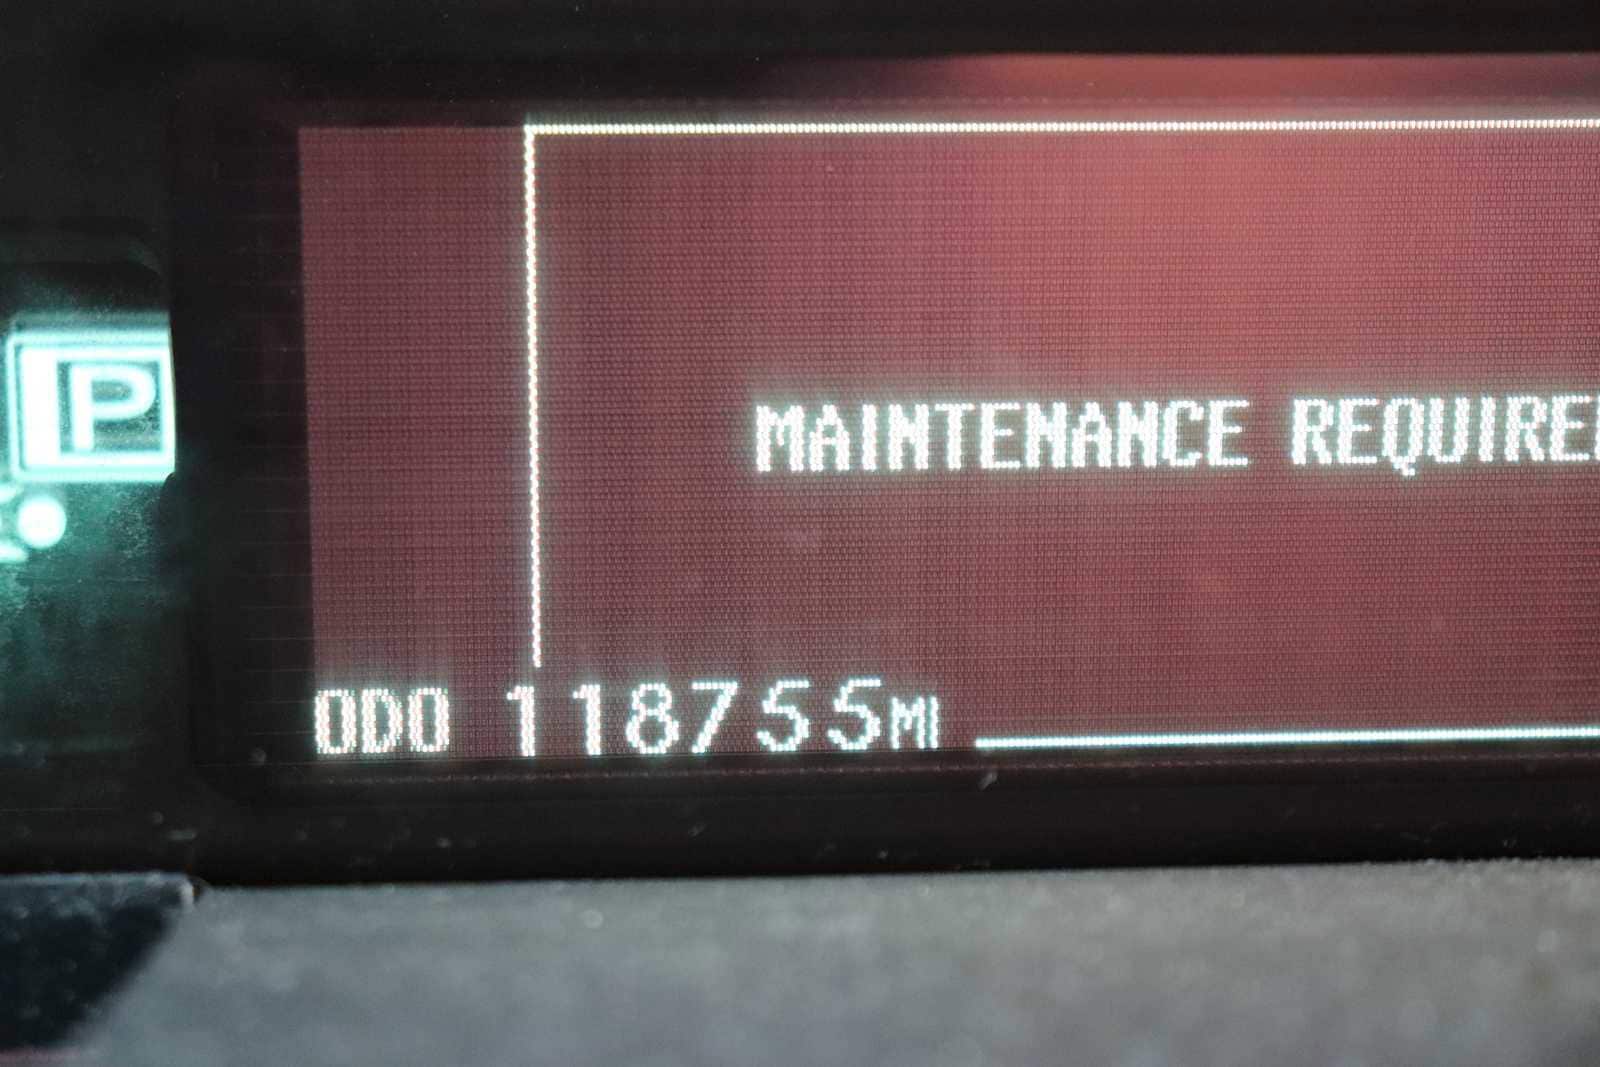 P
MAINTENANCE REQUIRE
ODO 118755MI